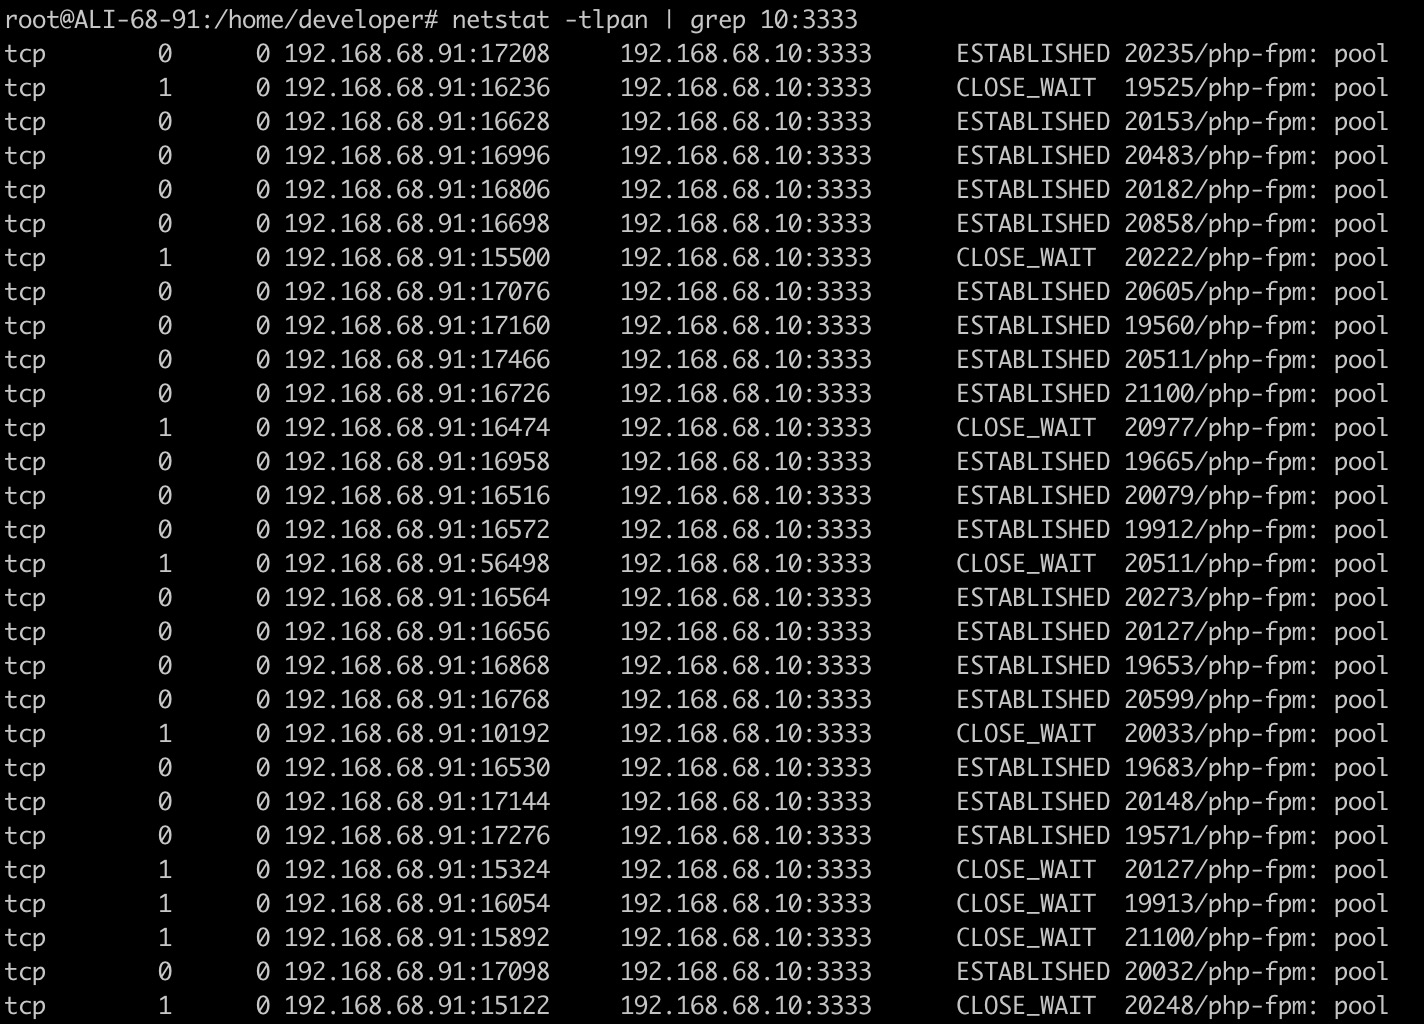 root@ALI-68-91:/home/developer# netstat -tlpan | grep 10:3333
tcp        0      0 192.168.68.91:17208     192.168.68.10:3333      ESTABLISHED 20235/php-fpm: pool
tcp        1      0 192.168.68.91:16236     192.168.68.10:3333      CLOSE_WAIT  19525/php-fpm: pool
tcp        0      0 192.168.68.91:16628     192.168.68.10:3333      ESTABLISHED 20153/php-fpm: pool
tcp        0      0 192.168.68.91:16996     192.168.68.10:3333      ESTABLISHED 20483/php-fpm: pool
tcp        0      0 192.168.68.91:16806     192.168.68.10:3333      ESTABLISHED 20182/php-fpm: pool
tcp        0      0 192.168.68.91:16698     192.168.68.10:3333      ESTABLISHED 20858/php-fpm: pool
tcp        1      0 192.168.68.91:15500     192.168.68.10:3333      CLOSE_WAIT  20222/php-fpm: pool
tcp        0      0 192.168.68.91:17076     192.168.68.10:3333      ESTABLISHED 20605/php-fpm: pool
tcp        0      0 192.168.68.91:17160     192.168.68.10:3333      ESTABLISHED 19560/php-fpm: pool
tcp        0      0 192.168.68.91:17466     192.168.68.10:3333      ESTABLISHED 20511/php-fpm: pool
tcp        0      0 192.168.68.91:16726     192.168.68.10:3333      ESTABLISHED 21100/php-fpm: pool
tcp        1      0 192.168.68.91:16474     192.168.68.10:3333      CLOSE_WAIT  20977/php-fpm: pool
tcp        0      0 192.168.68.91:16958     192.168.68.10:3333      ESTABLISHED 19665/php-fpm: pool
tcp        0      0 192.168.68.91:16516     192.168.68.10:3333      ESTABLISHED 20079/php-fpm: pool
tcp        0      0 192.168.68.91:16572     192.168.68.10:3333      ESTABLISHED 19912/php-fpm: pool
tcp        1      0 192.168.68.91:56498     192.168.68.10:3333      CLOSE_WAIT  20511/php-fpm: pool
tcp        0      0 192.168.68.91:16564     192.168.68.10:3333      ESTABLISHED 20273/php-fpm: pool
tcp        0      0 192.168.68.91:16656     192.168.68.10:3333      ESTABLISHED 20127/php-fpm: pool
tcp        0      0 192.168.68.91:16868     192.168.68.10:3333      ESTABLISHED 19653/php-fpm: pool
tcp        0      0 192.168.68.91:16768     192.168.68.10:3333      ESTABLISHED 20599/php-fpm: pool
tcp        1      0 192.168.68.91:10192     192.168.68.10:3333      CLOSE_WAIT  20033/php-fpm: pool
tcp        0      0 192.168.68.91:16530     192.168.68.10:3333      ESTABLISHED 19683/php-fpm: pool
tcp        0      0 192.168.68.91:17144     192.168.68.10:3333      ESTABLISHED 20148/php-fpm: pool
tcp        0      0 192.168.68.91:17276     192.168.68.10:3333      ESTABLISHED 19571/php-fpm: pool
tcp        1      0 192.168.68.91:15324     192.168.68.10:3333      CLOSE_WAIT  20127/php-fpm: pool
tcp        1      0 192.168.68.91:16054     192.168.68.10:3333      CLOSE_WAIT  19913/php-fpm: pool
tcp        1      0 192.168.68.91:15892     192.168.68.10:3333      CLOSE_WAIT  21100/php-fpm: pool
tcp        0      0 192.168.68.91:17098     192.168.68.10:3333      ESTABLISHED 20032/php-fpm: pool
tcp        1      0 192.168.68.91:15122     192.168.68.10:3333      CLOSE_WAIT  20248/php-fpm: pool